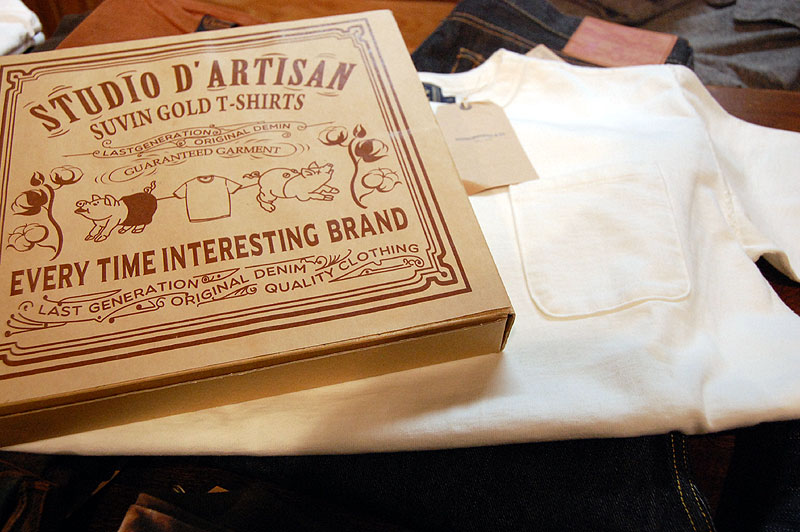 STUDIO D'ARTISAN
SUVIN GOLD T-SHIRTS
LASTGENERATION
ORIGINAL DEMIN
GUARANTEED GARMENT
EVERY TIME INTERESTING BRAND
LAST GENERATION
ORIGINAL DENIM
QUALITY CLOTHING